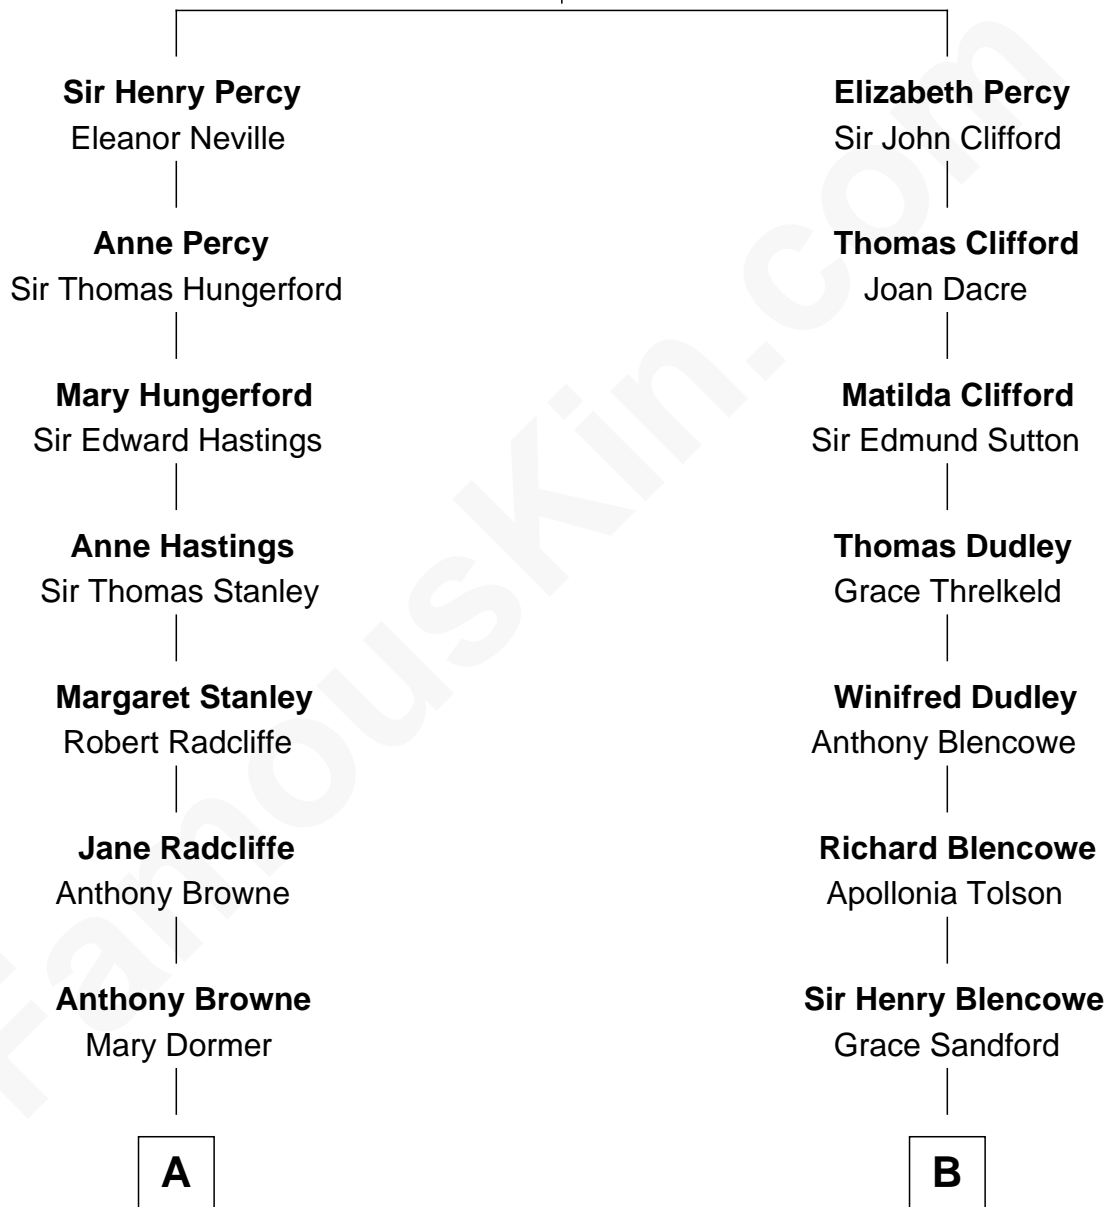 Sir Henry Percy
Eleanor Neville
Anne Percy
Sir Thomas Hungerford
Mary Hungerford
Sir Edward Hastings
Anne Hastings
Sir Thomas Stanley
Margaret Stanley
Robert Radcliffe
Jane Radcliffe
Anthony Browne
Anthony Browne
Mary Dormer
A
Elizabeth Percy
Sir John Clifford
Thomas Clifford
Joan Dacre
Matilda Clifford
Sir Edmund Sutton
Thomas Dudley
Grace Threlkeld
Winifred Dudley
Anthony Blencowe
Richard Blencowe
Apollonia Tolson
Sir Henry Blencowe
Grace Sandford
B
FamousKin.com